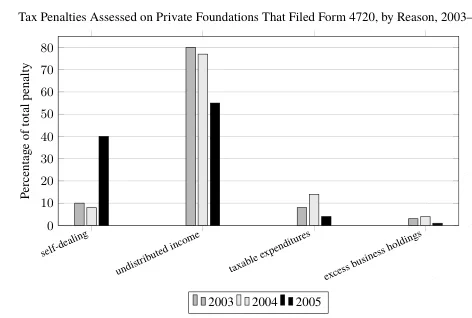 Tax Penalties Assessed on Private Foundations That Filed Form 4720, by Reason, 2003–
Percentage of total penalty
80
70
60
50
40
30
20
10
0
self-dealing
undistributed income
taxable expenditures
excess business holdings
2003 2004 2005